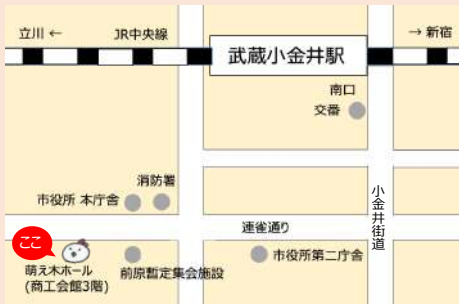 立川 ←
JR中央線
→ 新宿
武蔵小金井駅
南口
交番
消防署
市役所 本庁舎
小金井街道
連雀通り
ここ
市役所第二庁舎
前原暫定集会施設
萌え木ホール
(商工会館3階)